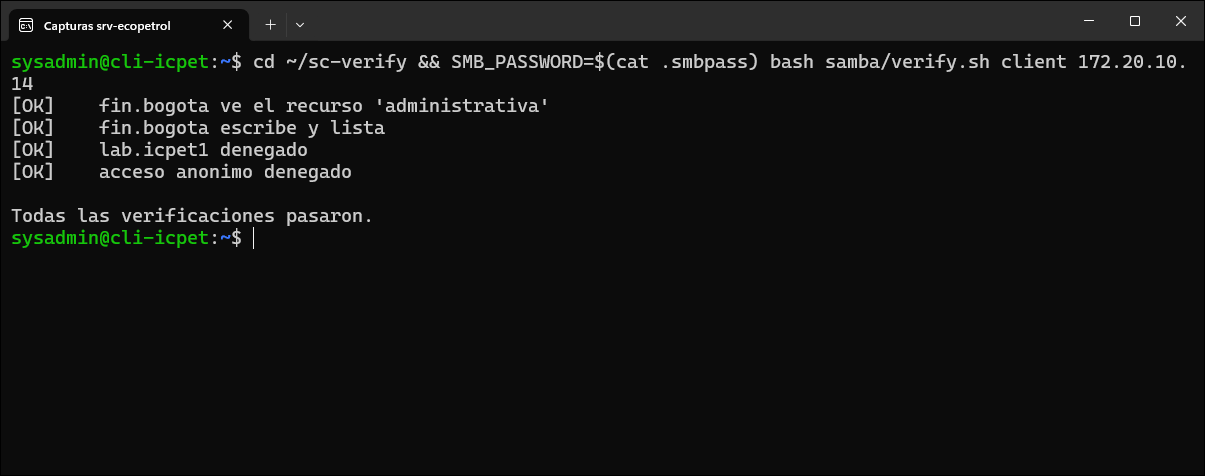 Capturas srv-ecopetrol
sysadmin@cli-icpet:~$ cd ~/sc-verify && SMB_PASSWORD=$(cat .smbpass) bash samba/verify.sh client 172.20.10.
14
[OK]    fin.bogota ve el recurso 'administrativa'
[OK]    fin.bogota escribe y lista
[OK]    lab.icpet1 denegado
[OK]    acceso anonimo denegado
Todas las verificaciones pasaron.
sysadmin@cli-icpet:~$